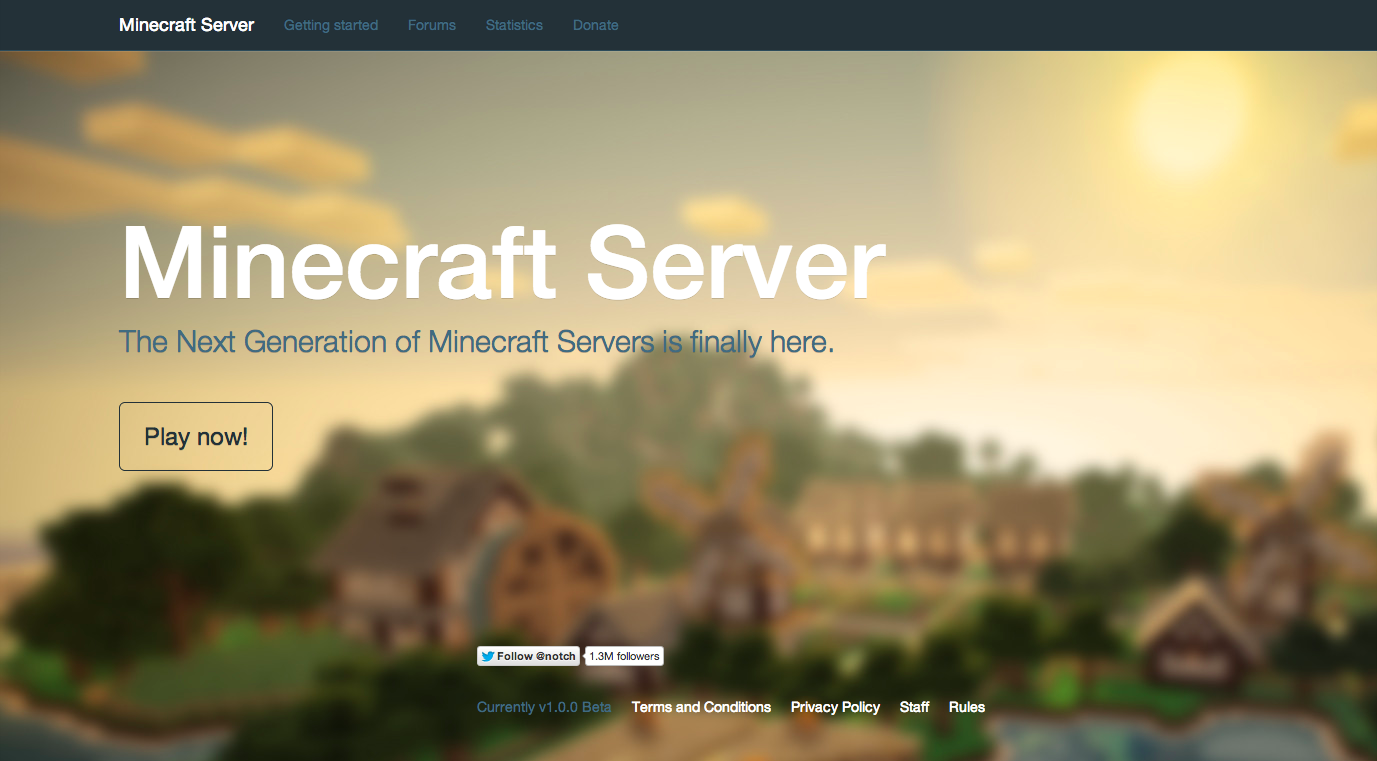 Minecraft Server Getting started Forums Statistics Donate
Minecraft Server
The Next Generation of Minecraft Servers is finally here.
Play now!
Follow @notch 1.3M followers
Currently v1.0.0 Beta Terms and Conditions Privacy Policy Staff Rules